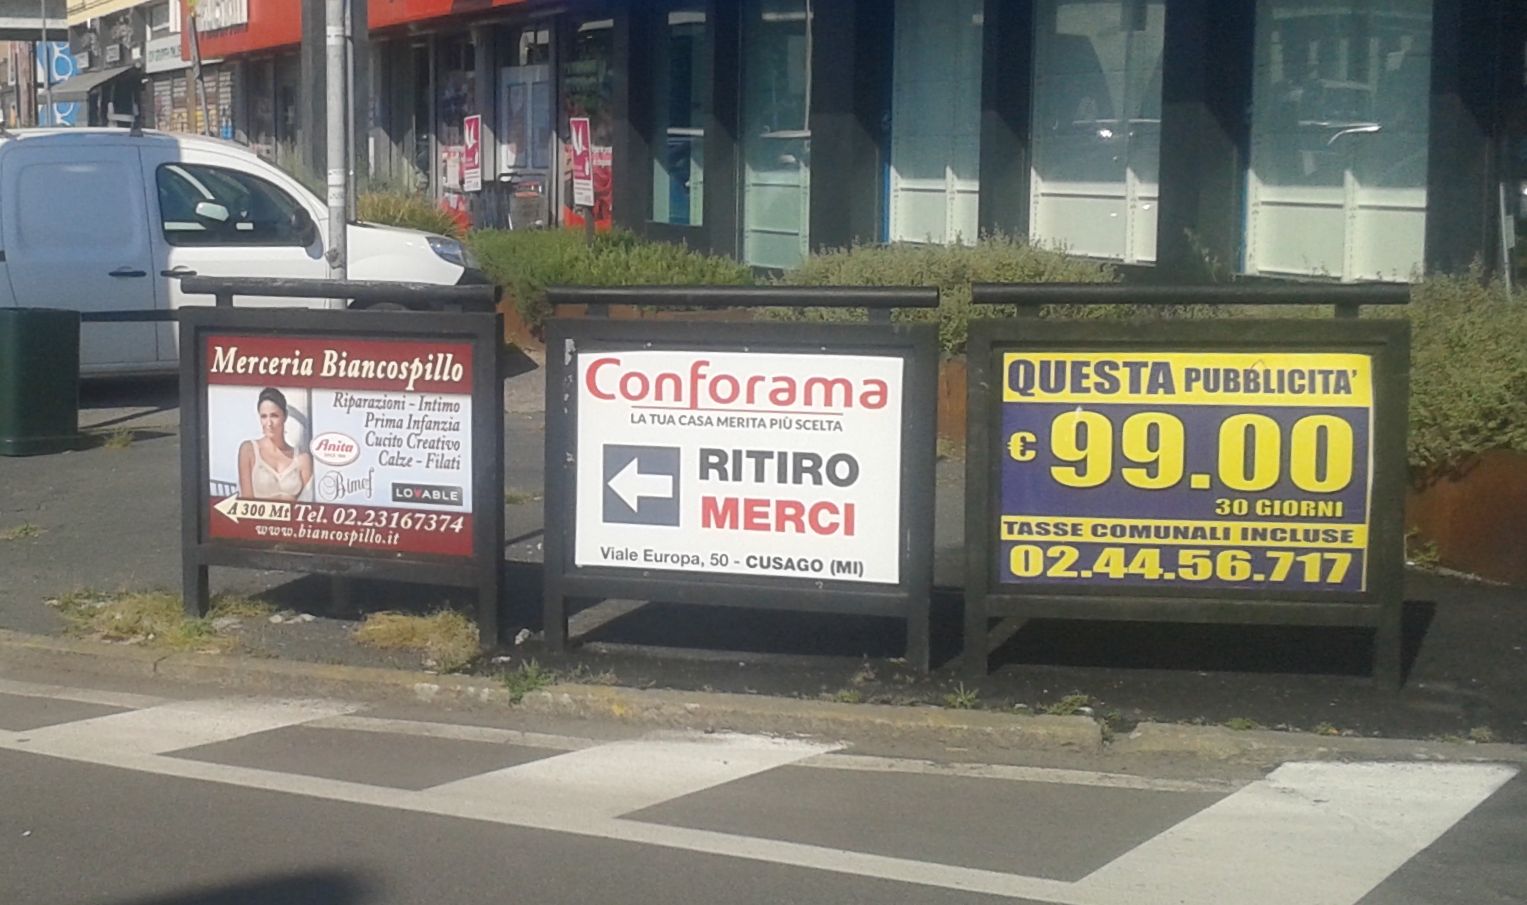 Merceria Biancospillo
Riparazioni - Intimo
Prima Infanzia
Cucito Creativo
Calze - Filati
Anita
Bimef
LOVABLE
A 300 Mt Tel. 02.23167374
www.biancospillo.it
Conforama
LA TUA CASA MERITA PIÙ SCELTA
RITIRO
MERCI
Viale Europa, 50 - CUSAGO (MI)
QUESTA PUBBLICITA'
€ 99.00
30 GIORNI
TASSE COMUNALI INCLUSE
02.44.56.717